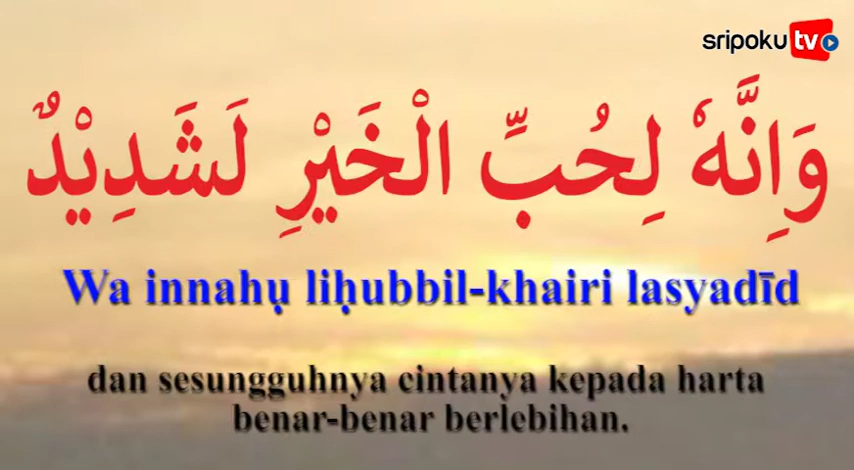 sripoku tv
وَاِنَّهٗ لِحُبِّ الْخَيْرِ لَشَدِيْدٌ
Wa innahụ liḥubbil-khairi lasyadīd
dan sesungguhnya cintanya kepada harta
benar-benar berlebihan.